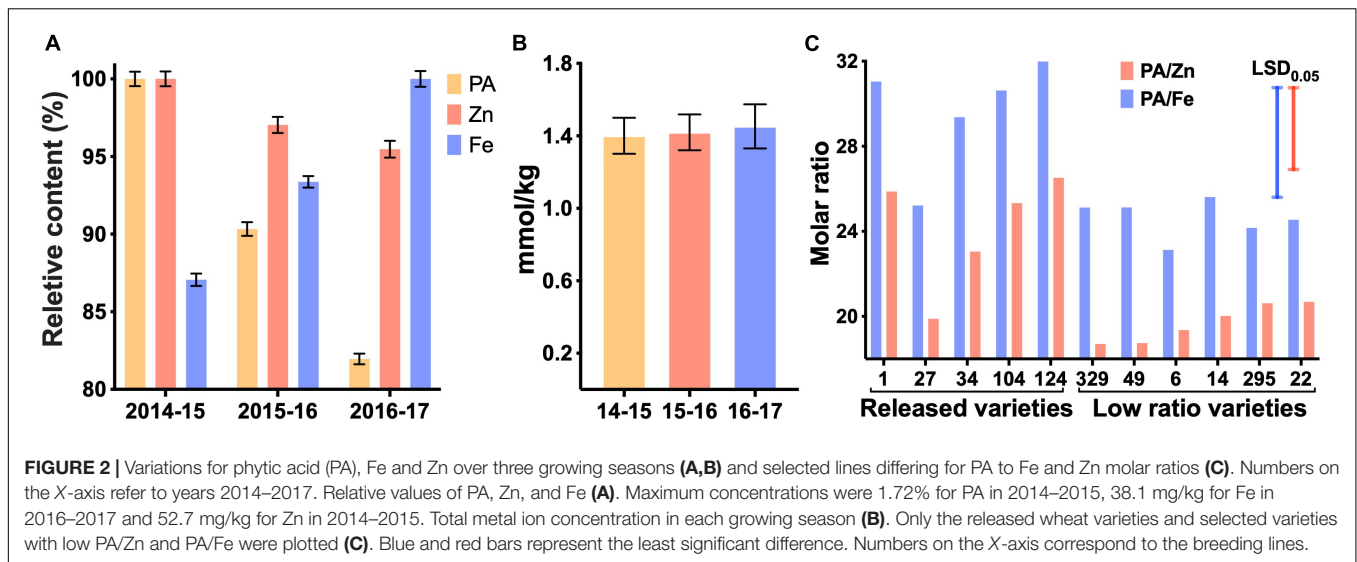 A
Reletive content (%)
100
95
90
85
80
PA
Zn
Fe
2014-15 2015-16 2016-17
B
mmol/kg
1.8
1.4
1.0
0.6
0.2
14-15 15-16 16-17
C
Molar ratio
32
28
24
20
PA/Zn
PA/Fe
LSD0.05
1 27 34 104 124 329 49 6 14 295 22
Released varieties Low ratio varieties
FIGURE 2 | Variations for phytic acid (PA), Fe and Zn over three growing seasons (A,B) and selected lines differing for PA to Fe and Zn molar ratios (C). Numbers on
the X-axis refer to years 2014–2017. Relative values of PA, Zn, and Fe (A). Maximum concentrations were 1.72% for PA in 2014–2015, 38.1 mg/kg for Fe in
2016–2017 and 52.7 mg/kg for Zn in 2014–2015. Total metal ion concentration in each growing season (B). Only the released wheat varieties and selected varieties
with low PA/Zn and PA/Fe were plotted (C). Blue and red bars represent the least significant difference. Numbers on the X-axis correspond to the breeding lines.